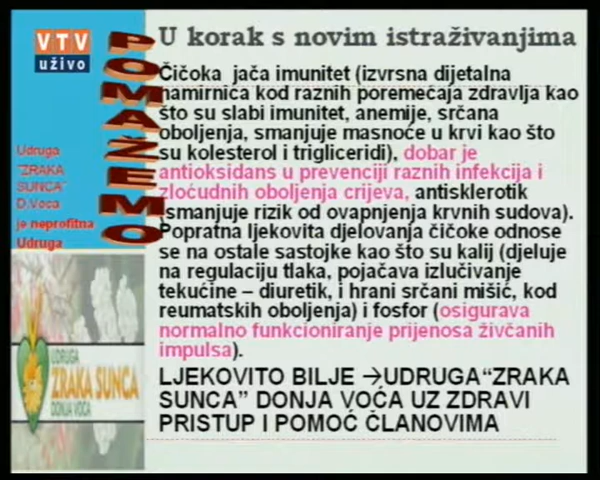 VTV
uživo
POMAŽEMO
Udruga
"ZRAKA
SUNCA"
D.Voca
je neprofitna
Udruga
UDRUGA
ZRAKA SUNCA
DONJA VOĆA
U korak s novim istraživanjima
Čičoka jača imunitet (izvrsna dijetalna
namirnica kod raznih poremećaja zdravlja kao
što su slabi imunitet, anemije, srčana
oboljenja, smanjuje masnoće u krvi kao što
su kolesterol i trigliceridi), dobar je
antioksidans u prevenciji raznih infekcija i
zloćudnih oboljenja crijeva, antisklerotik
(smanjuje rizik od ovapnjenja krvnih sudova).
Popratna ljekovita djelovanja čičoke odnose
se na ostale sastojke kao što su kalij (djeluje
na regulaciju tlaka, pojačava izlučivanje
tekućine – diuretik, i hrani srčani mišić, kod
reumatskih oboljenja) i fosfor (osigurava
normalno funkcioniranje prijenosa živčanih
impulsa).
LJEKOVITO BILJE →UDRUGA“ZRAKA
SUNCA” DONJA VOĆA UZ ZDRAVI
PRISTUP I POMOĆ ČLANOVIMA